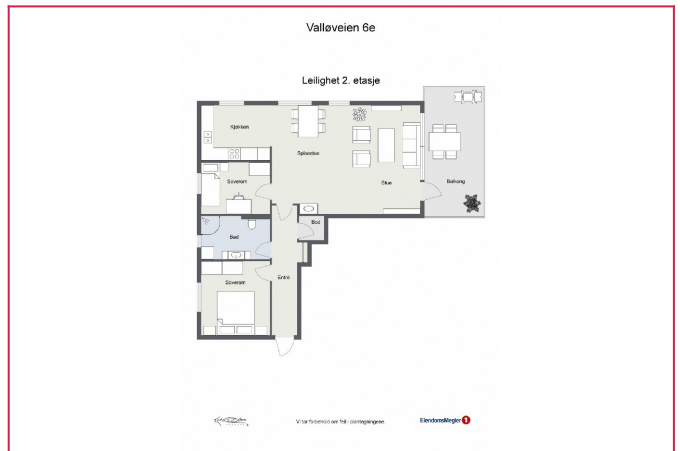 Valløveien 6e
Leilighet 2. etasje
Kjøkken
Spisestue
Soverom
Stue
Balkong
Bod
Bad
Entré
Soverom
Vi tar forbehold om feil i plantegningene.
EiendomsMegler 1